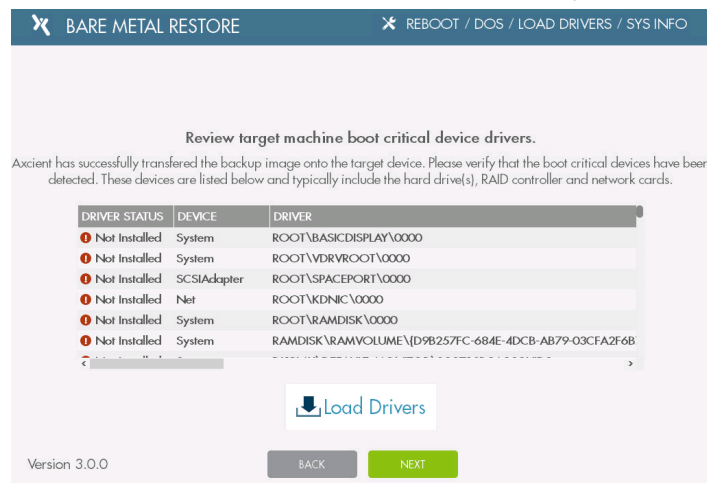 BARE METAL RESTORE
REBOOT / DOS / LOAD DRIVERS / SYS INFO
Review target machine boot critical device drivers.
Axcient has successfully transfered the backup image onto the target device. Please verify that the boot critical devices have been
detected. These devices are listed below and typically include the hard drive(s), RAID controller and network cards.
DRIVER STATUS DEVICE DRIVER
Not Installed System ROOT\BASICDISPLAY\0000
Not Installed System ROOT\VDRVROOT\0000
Not Installed SCSIAdapter ROOT\SPACEPORT\0000
Not Installed Net ROOT\KDNIC\0000
Not Installed System ROOT\RAMDISK\0000
Not Installed System RAMDISK\RAMVOLUME\{D9B257FC-684E-4DCB-AB79-03CFA2F6B
Load Drivers
Version 3.0.0
BACK
NEXT